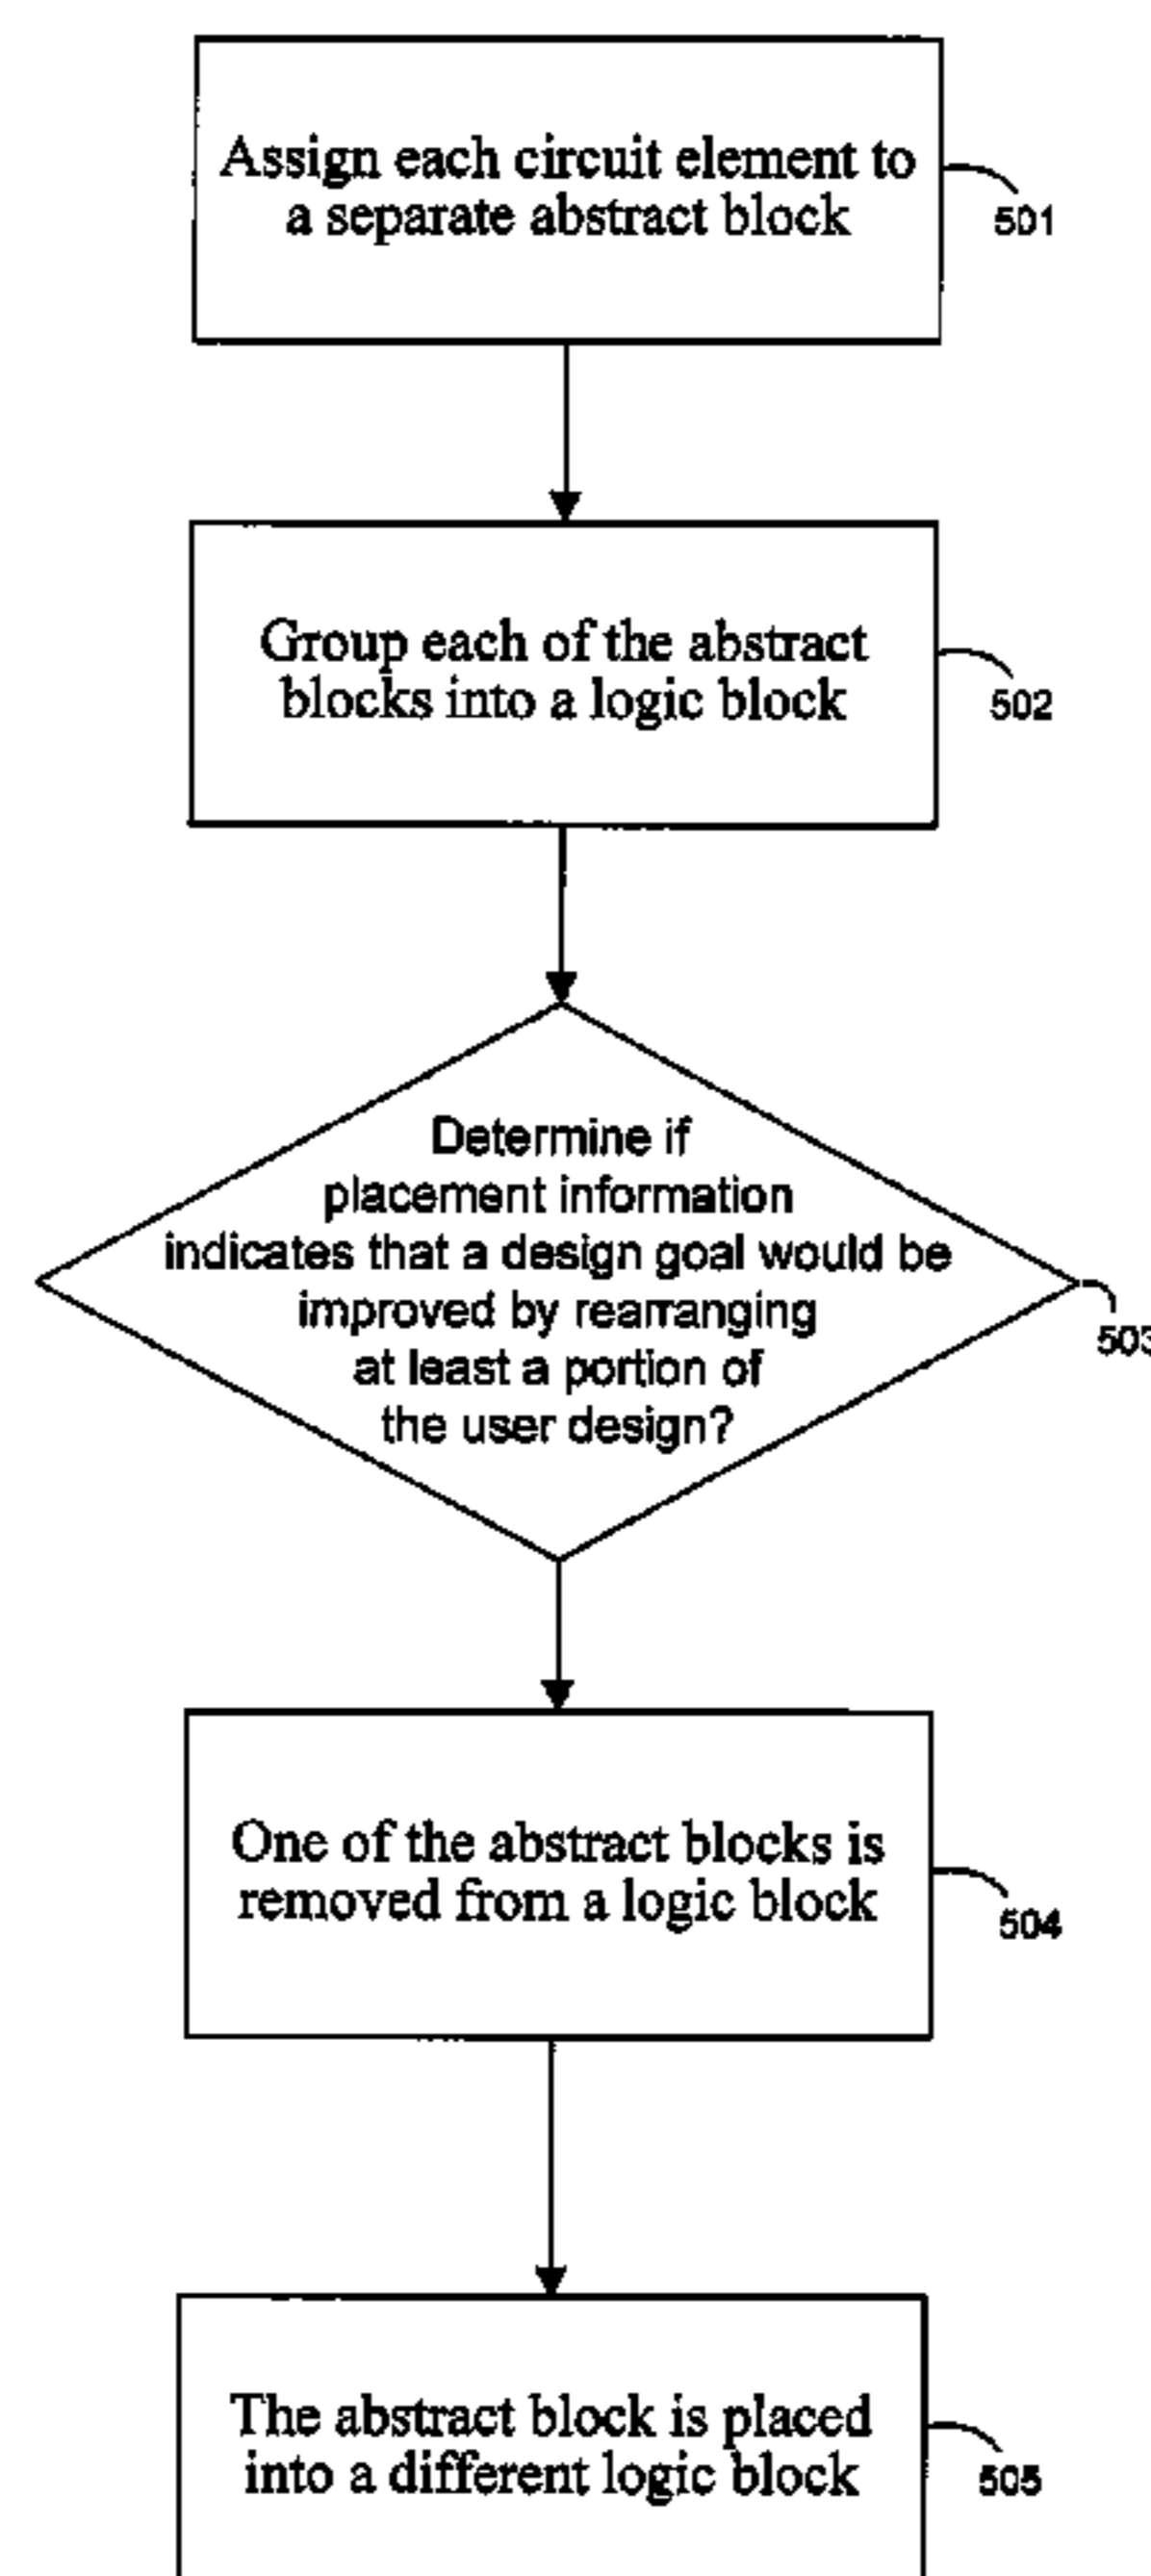 Assign each circuit element to
a separate abstract block
501
Group each of the abstract
blocks into a logic block
502
Determine if
placement information
indicates that a design goal would be
improved by rearranging
at least a portion of
the user design?
503
One of the abstract blocks is
removed from a logic block
504
The abstract block is placed
into a different logic block
505